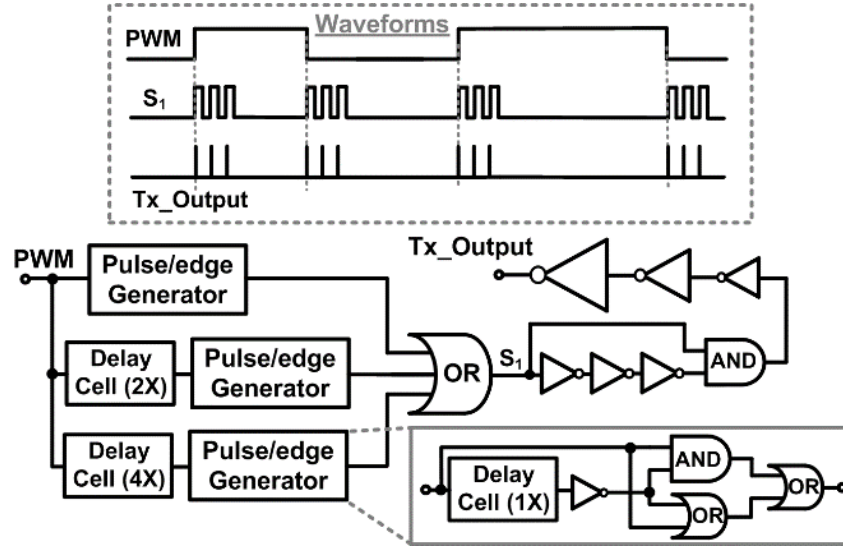 Waveforms
PWM
S1
Tx_Output
PWM
Pulse/edge
Generator
Delay
Cell (2X)
Pulse/edge
Generator
Delay
Cell (4X)
Pulse/edge
Generator
OR
S1
Tx_Output
AND
Delay
Cell (1X)
AND
OR
OR